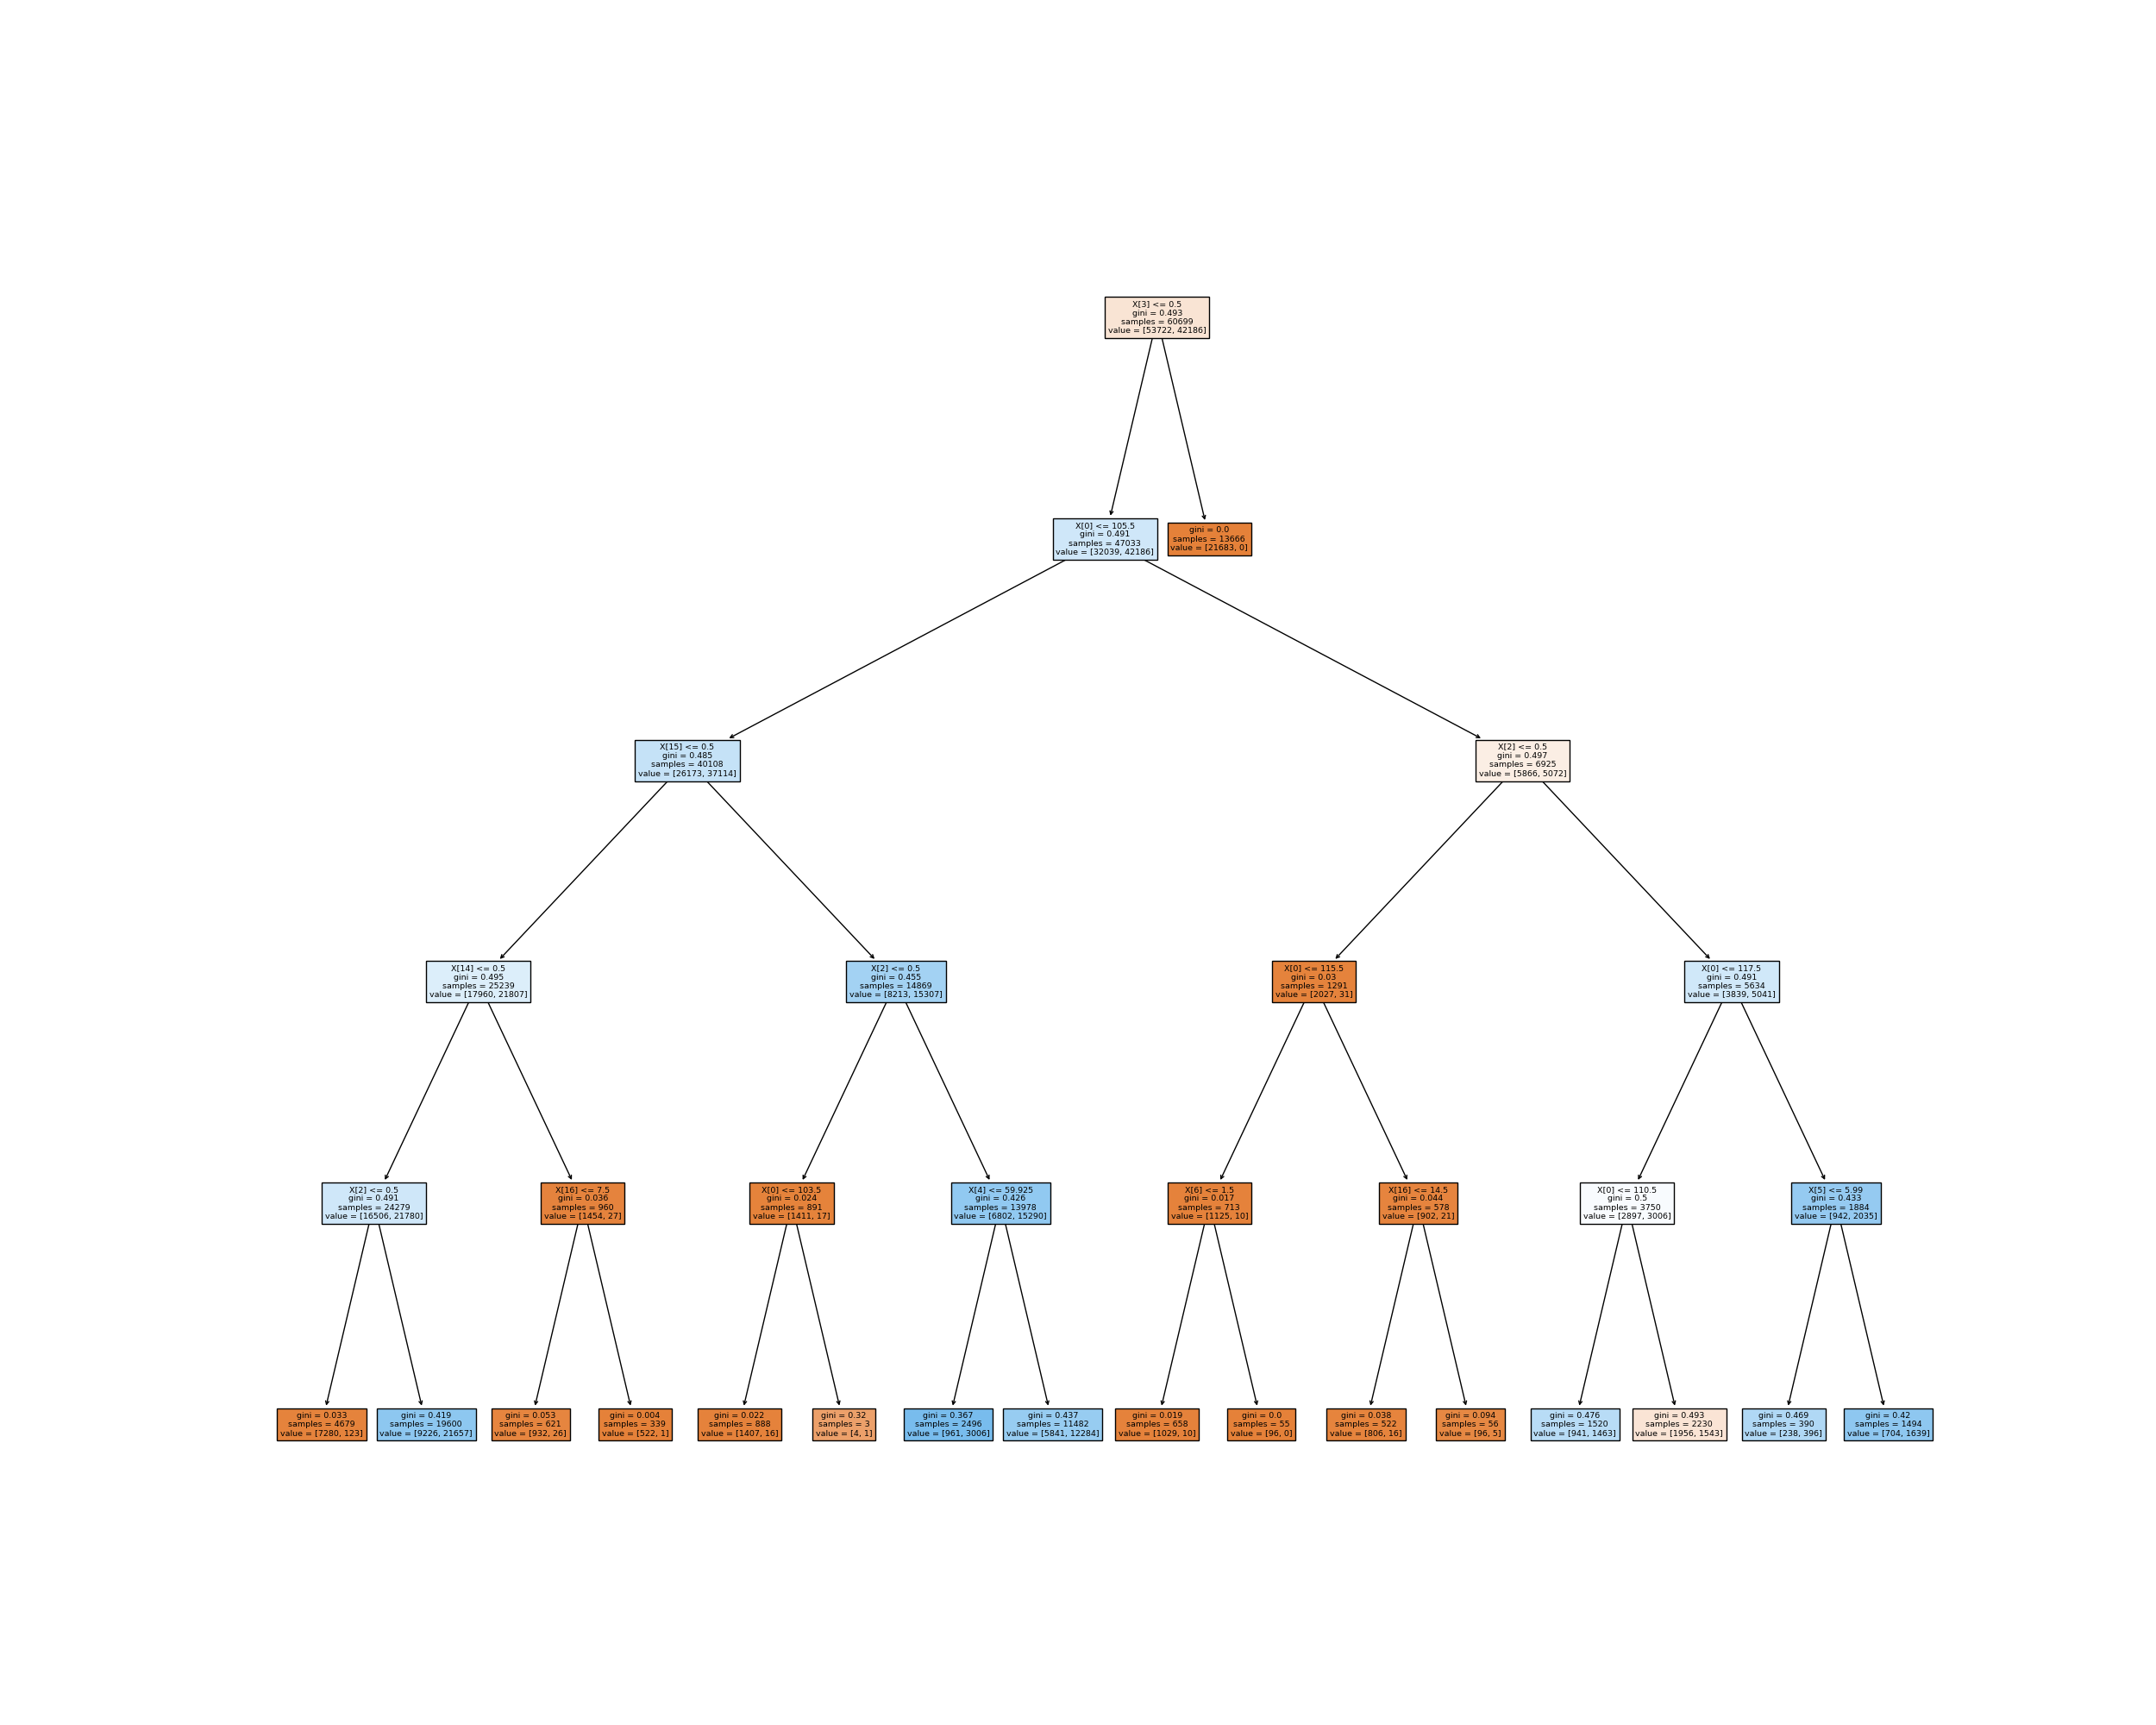 X[3] <= 0.5
gini = 0.493
samples = 60699
value = [53722, 42186]
X[0] <= 105.5
gini = 0.491
samples = 47033
value = [32039, 42186]
gini = 0.0
samples = 13666
value = [21683, 0]
X[15] <= 0.5
gini = 0.485
samples = 40108
value = [26173, 37114]
X[2] <= 0.5
gini = 0.497
samples = 6925
value = [5866, 5072]
X[14] <= 0.5
gini = 0.495
samples = 25239
value = [17960, 21807]
X[2] <= 0.5
gini = 0.455
samples = 14869
value = [8213, 15307]
X[0] <= 115.5
gini = 0.03
samples = 1291
value = [2027, 31]
X[0] <= 117.5
gini = 0.491
samples = 5634
value = [3839, 5041]
X[2] <= 0.5
gini = 0.491
samples = 24279
value = [16506, 21780]
X[16] <= 7.5
gini = 0.036
samples = 960
value = [1454, 27]
X[0] <= 103.5
gini = 0.024
samples = 891
value = [1411, 17]
X[4] <= 59.925
gini = 0.426
samples = 13978
value = [6802, 15290]
X[6] <= 1.5
gini = 0.017
samples = 713
value = [1125, 10]
X[16] <= 14.5
gini = 0.044
samples = 578
value = [902, 21]
X[0] <= 110.5
gini = 0.5
samples = 3750
value = [2897, 3006]
X[5] <= 5.99
gini = 0.433
samples = 1884
value = [942, 2035]
gini = 0.033
samples = 4679
value = [7280, 123]
gini = 0.419
samples = 19600
value = [9226, 21657]
gini = 0.053
samples = 621
value = [932, 26]
gini = 0.004
samples = 339
value = [522, 1]
gini = 0.022
samples = 888
value = [1407, 16]
gini = 0.32
samples = 3
value = [4, 1]
gini = 0.367
samples = 2496
value = [961, 3006]
gini = 0.437
samples = 11482
value = [5841, 12284]
gini = 0.019
samples = 658
value = [1029, 10]
gini = 0.0
samples = 55
value = [96, 0]
gini = 0.038
samples = 522
value = [806, 16]
gini = 0.094
samples = 56
value = [96, 5]
gini = 0.476
samples = 1520
value = [941, 1463]
gini = 0.493
samples = 2230
value = [1956, 1543]
gini = 0.469
samples = 390
value = [238, 396]
gini = 0.42
samples = 1494
value = [704, 1639]